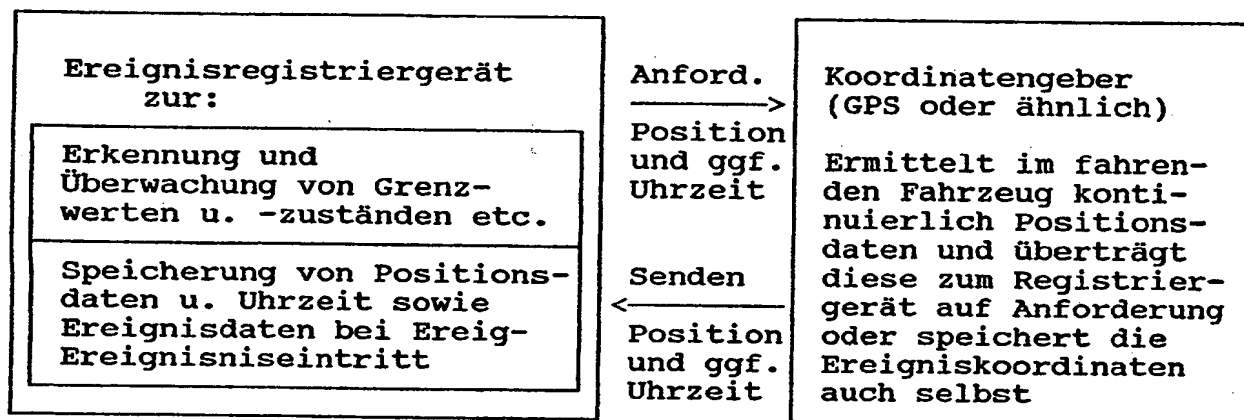 Ereignisregistriergerät
zur:
Erkennung und
Überwachung von Grenz-
werten u. -zuständen etc.
Speicherung von Positions-
daten u. Uhrzeit sowie
Ereignisdaten bei Ereig-
Ereignisniseintritt
Anford.
Position
und ggf.
Uhrzeit
Senden
Position
und ggf.
Uhrzeit
Koordinatengeber
(GPS oder ähnlich)
Ermittelt im fahren-
den Fahrzeug konti-
nuierlich Positions-
daten und überträgt
diese zum Registrier-
gerät auf Anforderung
oder speichert die
Ereigniskoordinaten
auch selbst